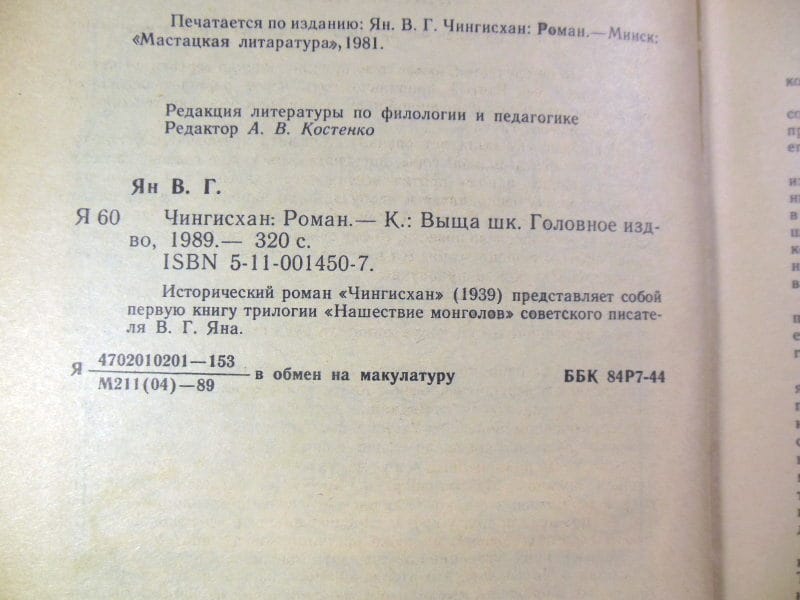 Печатается по изданию: Ян. В. Г. Чингисхан: Роман.—Минск:
«Мастацкая литаратура», 1981.
Редакция литературы по филологии и педагогике
Редактор А. В. Костенко
Ян В. Г.
Я 60 Чингисхан: Роман.— К.: Выща шк. Головное изд-
во, 1989.— 320 с.
ISBN 5-11-001450-7.
Исторический роман «Чингисхан» (1939) представляет собой
первую книгу трилогии «Нашествие монголов» советского писате-
ля В. Г. Яна.
4702010201—153
Я в обмен на макулатуру ББК 84Р7-44
М211(04)—89